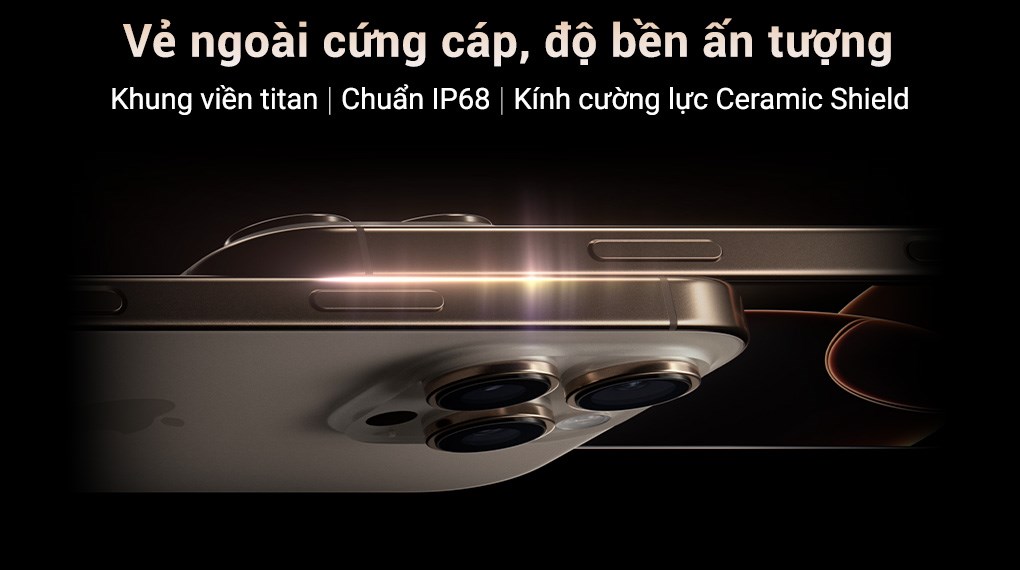 Vẻ ngoài cứng cáp, độ bền ấn tượng
Khung viền titan | Chuẩn IP68 | Kính cường lực Ceramic Shield